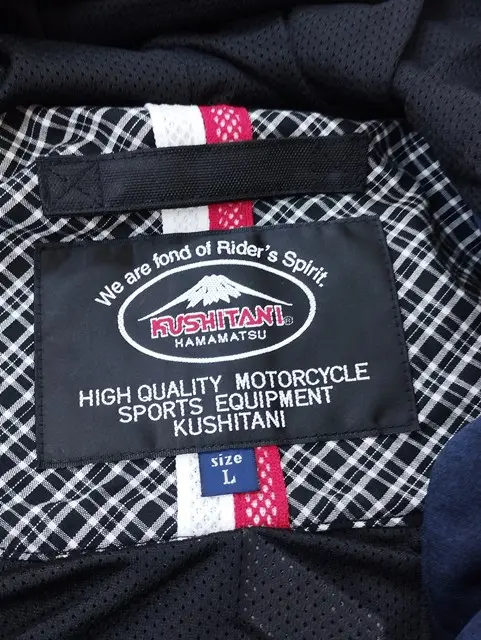 We are fond of Rider's Spirit.
KUSHITANI®
HAMAMATSU
HIGH QUALITY MOTORCYCLE
SPORTS EQUIPMENT
KUSHITANI
size
L